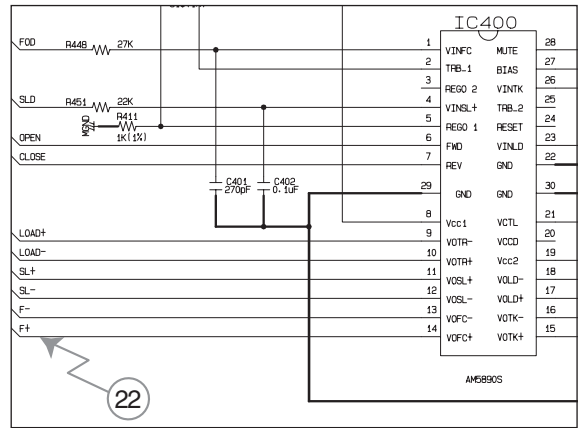 IC400
FOD R448 27K 1 VINFC MUTE 28
2 TRB_1 BIAS 27
3 REGO 2 VINTK 26
SLD R451 22K 4 VINSL+ TRB_2 25
MGND R411 1K(1%) 5 REGO 1 RESET 24
OPEN 6 FWD VINLD 23
CLOSE 7 REV GND 22
C401 270pF C402 0.1uF 29 GND GND 30
8 Vcc1 VCTL 21
LOAD+ 9 VOTR- VCCD 20
LOAD- 10 VOTR+ Vcc2 19
SL+ 11 VOSL+ VOLD- 18
SL- 12 VOSL- VOLD+ 17
F- 13 VOFC- VOTK- 16
F+ 14 VOFC+ VOTK+ 15
AM5890S
22